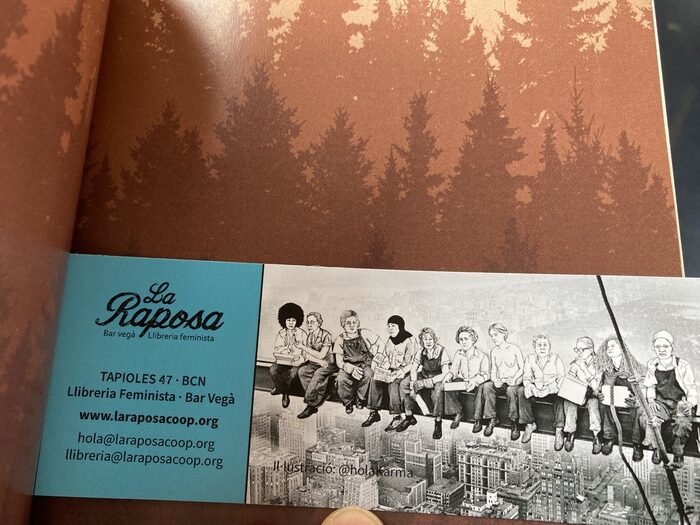 La
Raposa
Bar vegà Llibreria feminista
TAPIOLES 47 · BCN
Llibreria Feminista · Bar Vegà
www.laraposacoop.org
hola@laraposacoop.org
llibreria@laraposacoop.org
Il·lustració: @holakarma